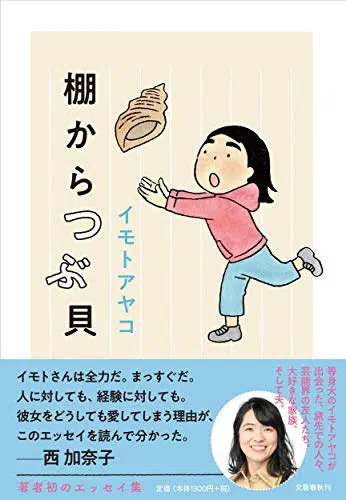 棚からつぶ貝
イモトアヤコ
等身大のイモトアヤコが
出会った、旅先での人々、
芸能界の友人たち、
大好きな家族、
そして夫。
イモトさんは全力だ。まっすぐだ。
人に対しても、経験に対しても。
彼女をどうしても愛してしまう理由が、
このエッセイを読んで分かった。
——西 加奈子
著者初のエッセイ集
定価(本体1300円+税)
文藝春秋刊